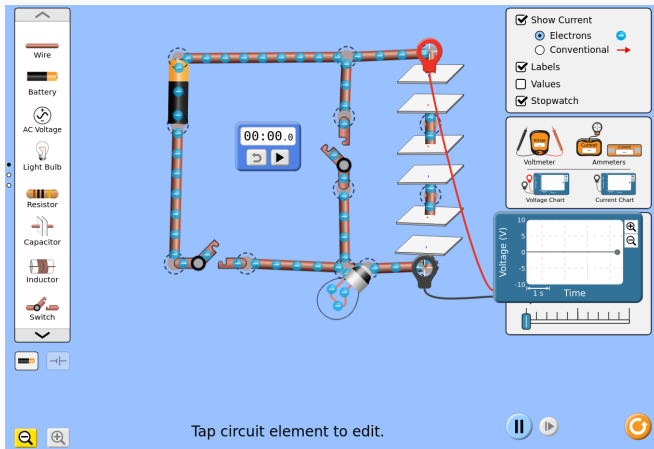 Wire
Battery
AC Voltage
Light Bulb
Resistor
Capacitor
Inductor
Switch
00:00.0
Show Current
Electrons
Conventional
Labels
Values
Stopwatch
Voltmeter
Ammeters
Voltage Chart
Current Chart
Voltage (V)
10
5
0
-5
-10
1 s
Time
Tap circuit element to edit.